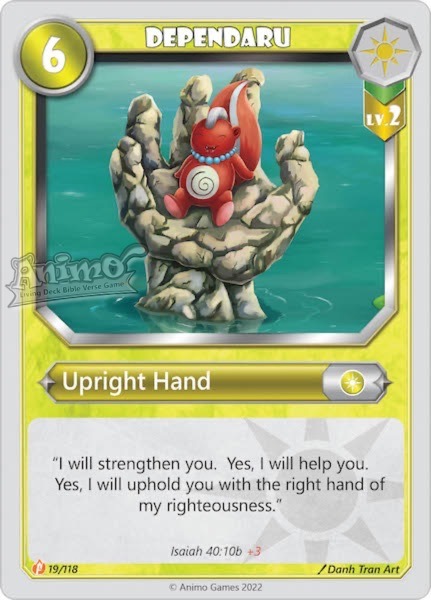 6
DEPENDARU
LV.2
Animo
Living Deck Bible Verse Game
Upright Hand
“I will strengthen you.  Yes, I will help you.
Yes, I will uphold you with the right hand of
my righteousness.”
Isaiah 40:10b +3
19/118
Danh Tran Art
© Animo Games 2022